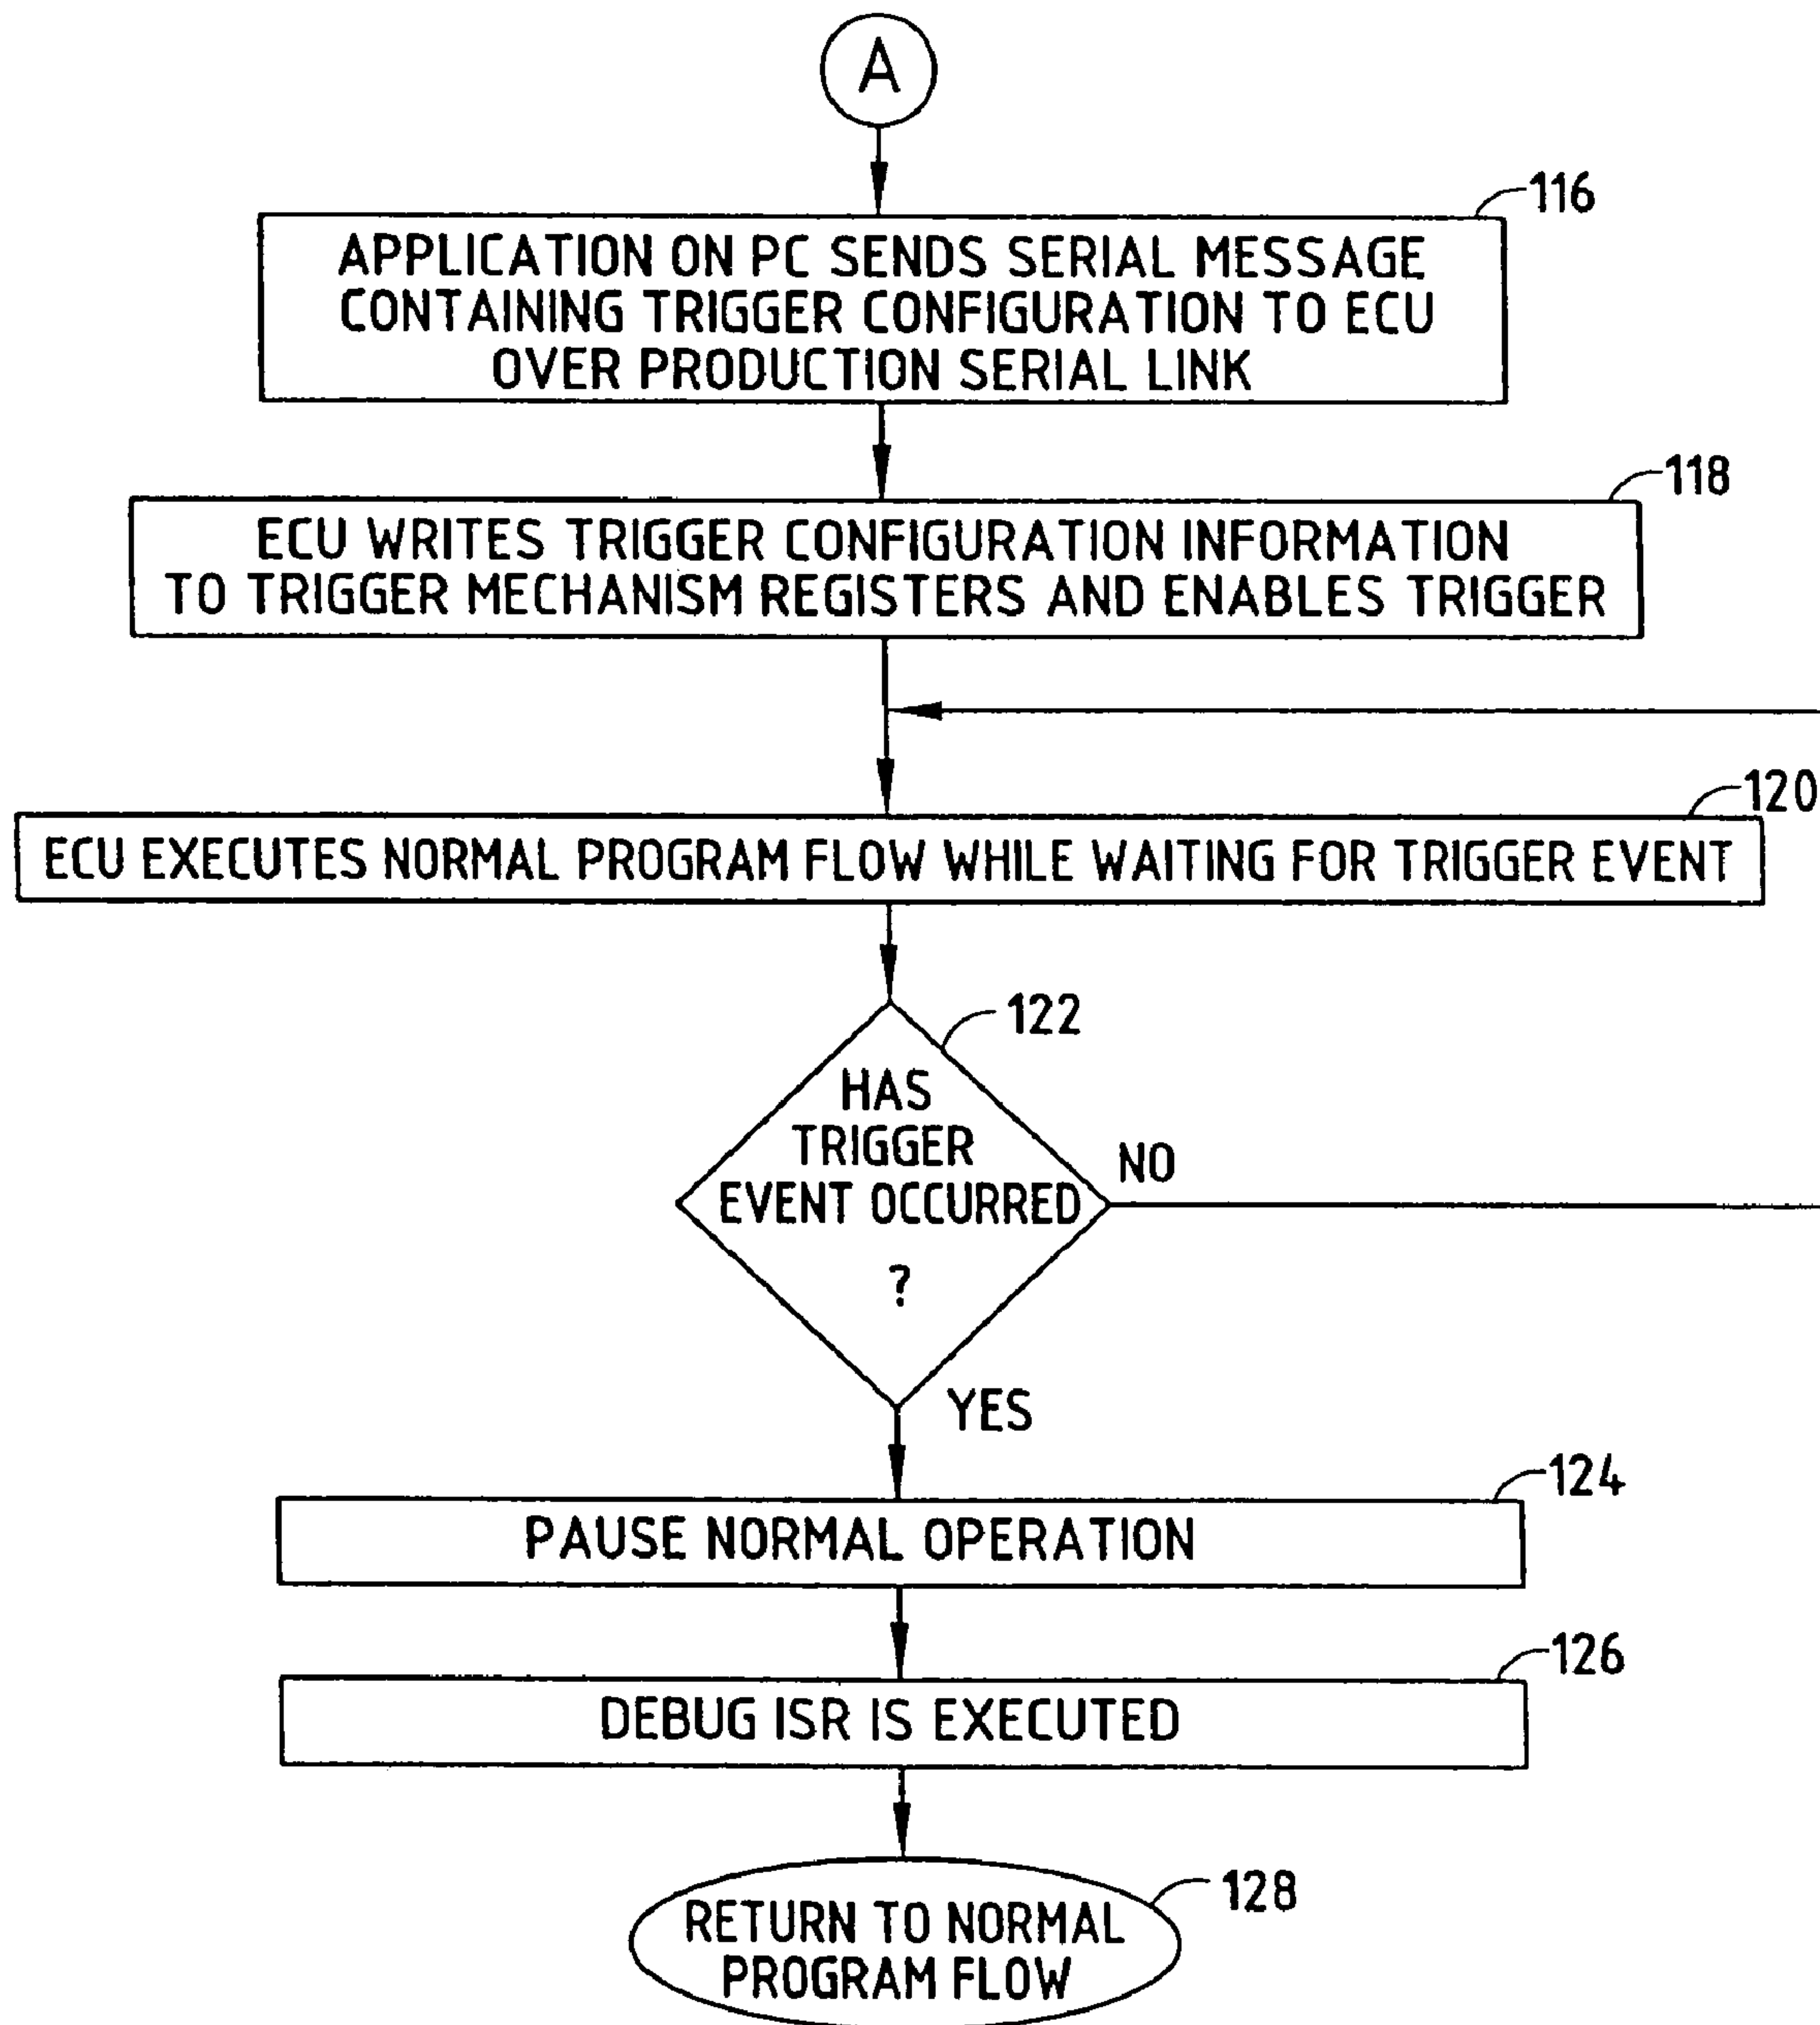 A
116
APPLICATION ON PC SENDS SERIAL MESSAGE
CONTAINING TRIGGER CONFIGURATION TO ECU
OVER PRODUCTION SERIAL LINK
118
ECU WRITES TRIGGER CONFIGURATION INFORMATION
TO TRIGGER MECHANISM REGISTERS AND ENABLES TRIGGER
120
ECU EXECUTES NORMAL PROGRAM FLOW WHILE WAITING FOR TRIGGER EVENT
122
HAS
TRIGGER
EVENT OCCURRED
?
NO
YES
124
PAUSE NORMAL OPERATION
126
DEBUG ISR IS EXECUTED
128
RETURN TO NORMAL
PROGRAM FLOW